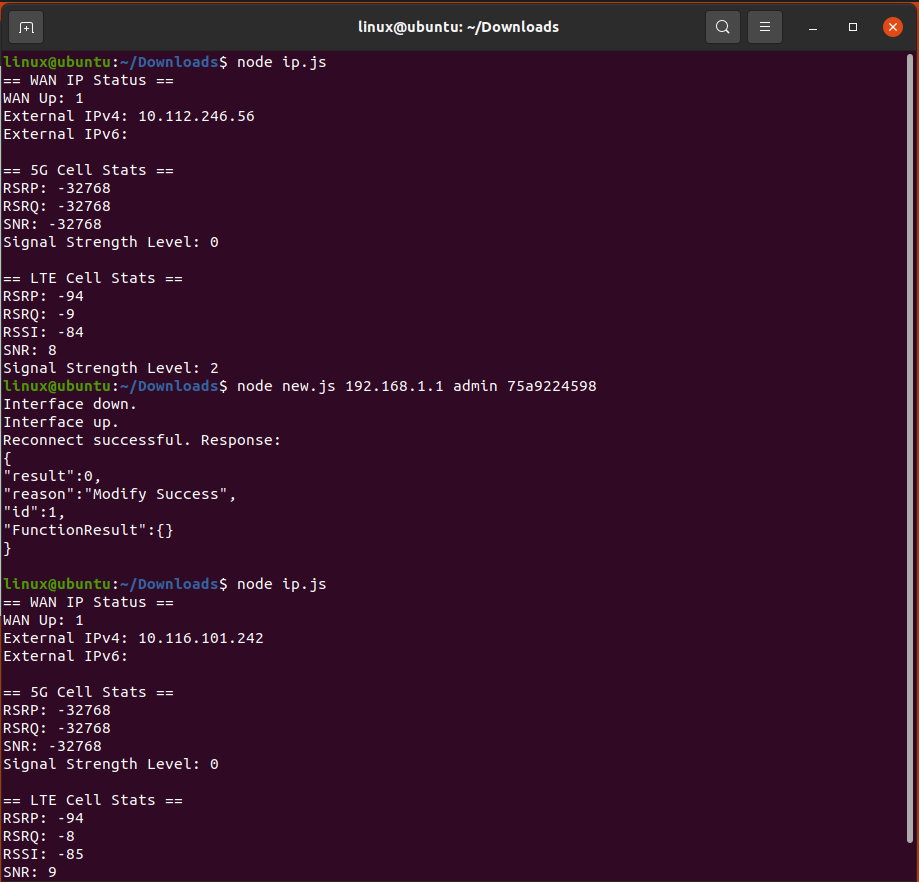 linux@ubuntu: ~/Downloads
linux@ubuntu:~/Downloads$ node ip.js
== WAN IP Status ==
WAN Up: 1
External IPv4: 10.112.246.56
External IPv6:
== 5G Cell Stats ==
RSRP: -32768
RSRQ: -32768
SNR: -32768
Signal Strength Level: 0
== LTE Cell Stats ==
RSRP: -94
RSRQ: -9
RSSI: -84
SNR: 8
Signal Strength Level: 2
linux@ubuntu:~/Downloads$ node new.js 192.168.1.1 admin 75a9224598
Interface down.
Interface up.
Reconnect successful. Response:
{
"result":0,
"reason":"Modify Success",
"id":1,
"FunctionResult":{}
}
linux@ubuntu:~/Downloads$ node ip.js
== WAN IP Status ==
WAN Up: 1
External IPv4: 10.116.101.242
External IPv6:
== 5G Cell Stats ==
RSRP: -32768
RSRQ: -32768
SNR: -32768
Signal Strength Level: 0
== LTE Cell Stats ==
RSRP: -94
RSRQ: -8
RSSI: -85
SNR: 9